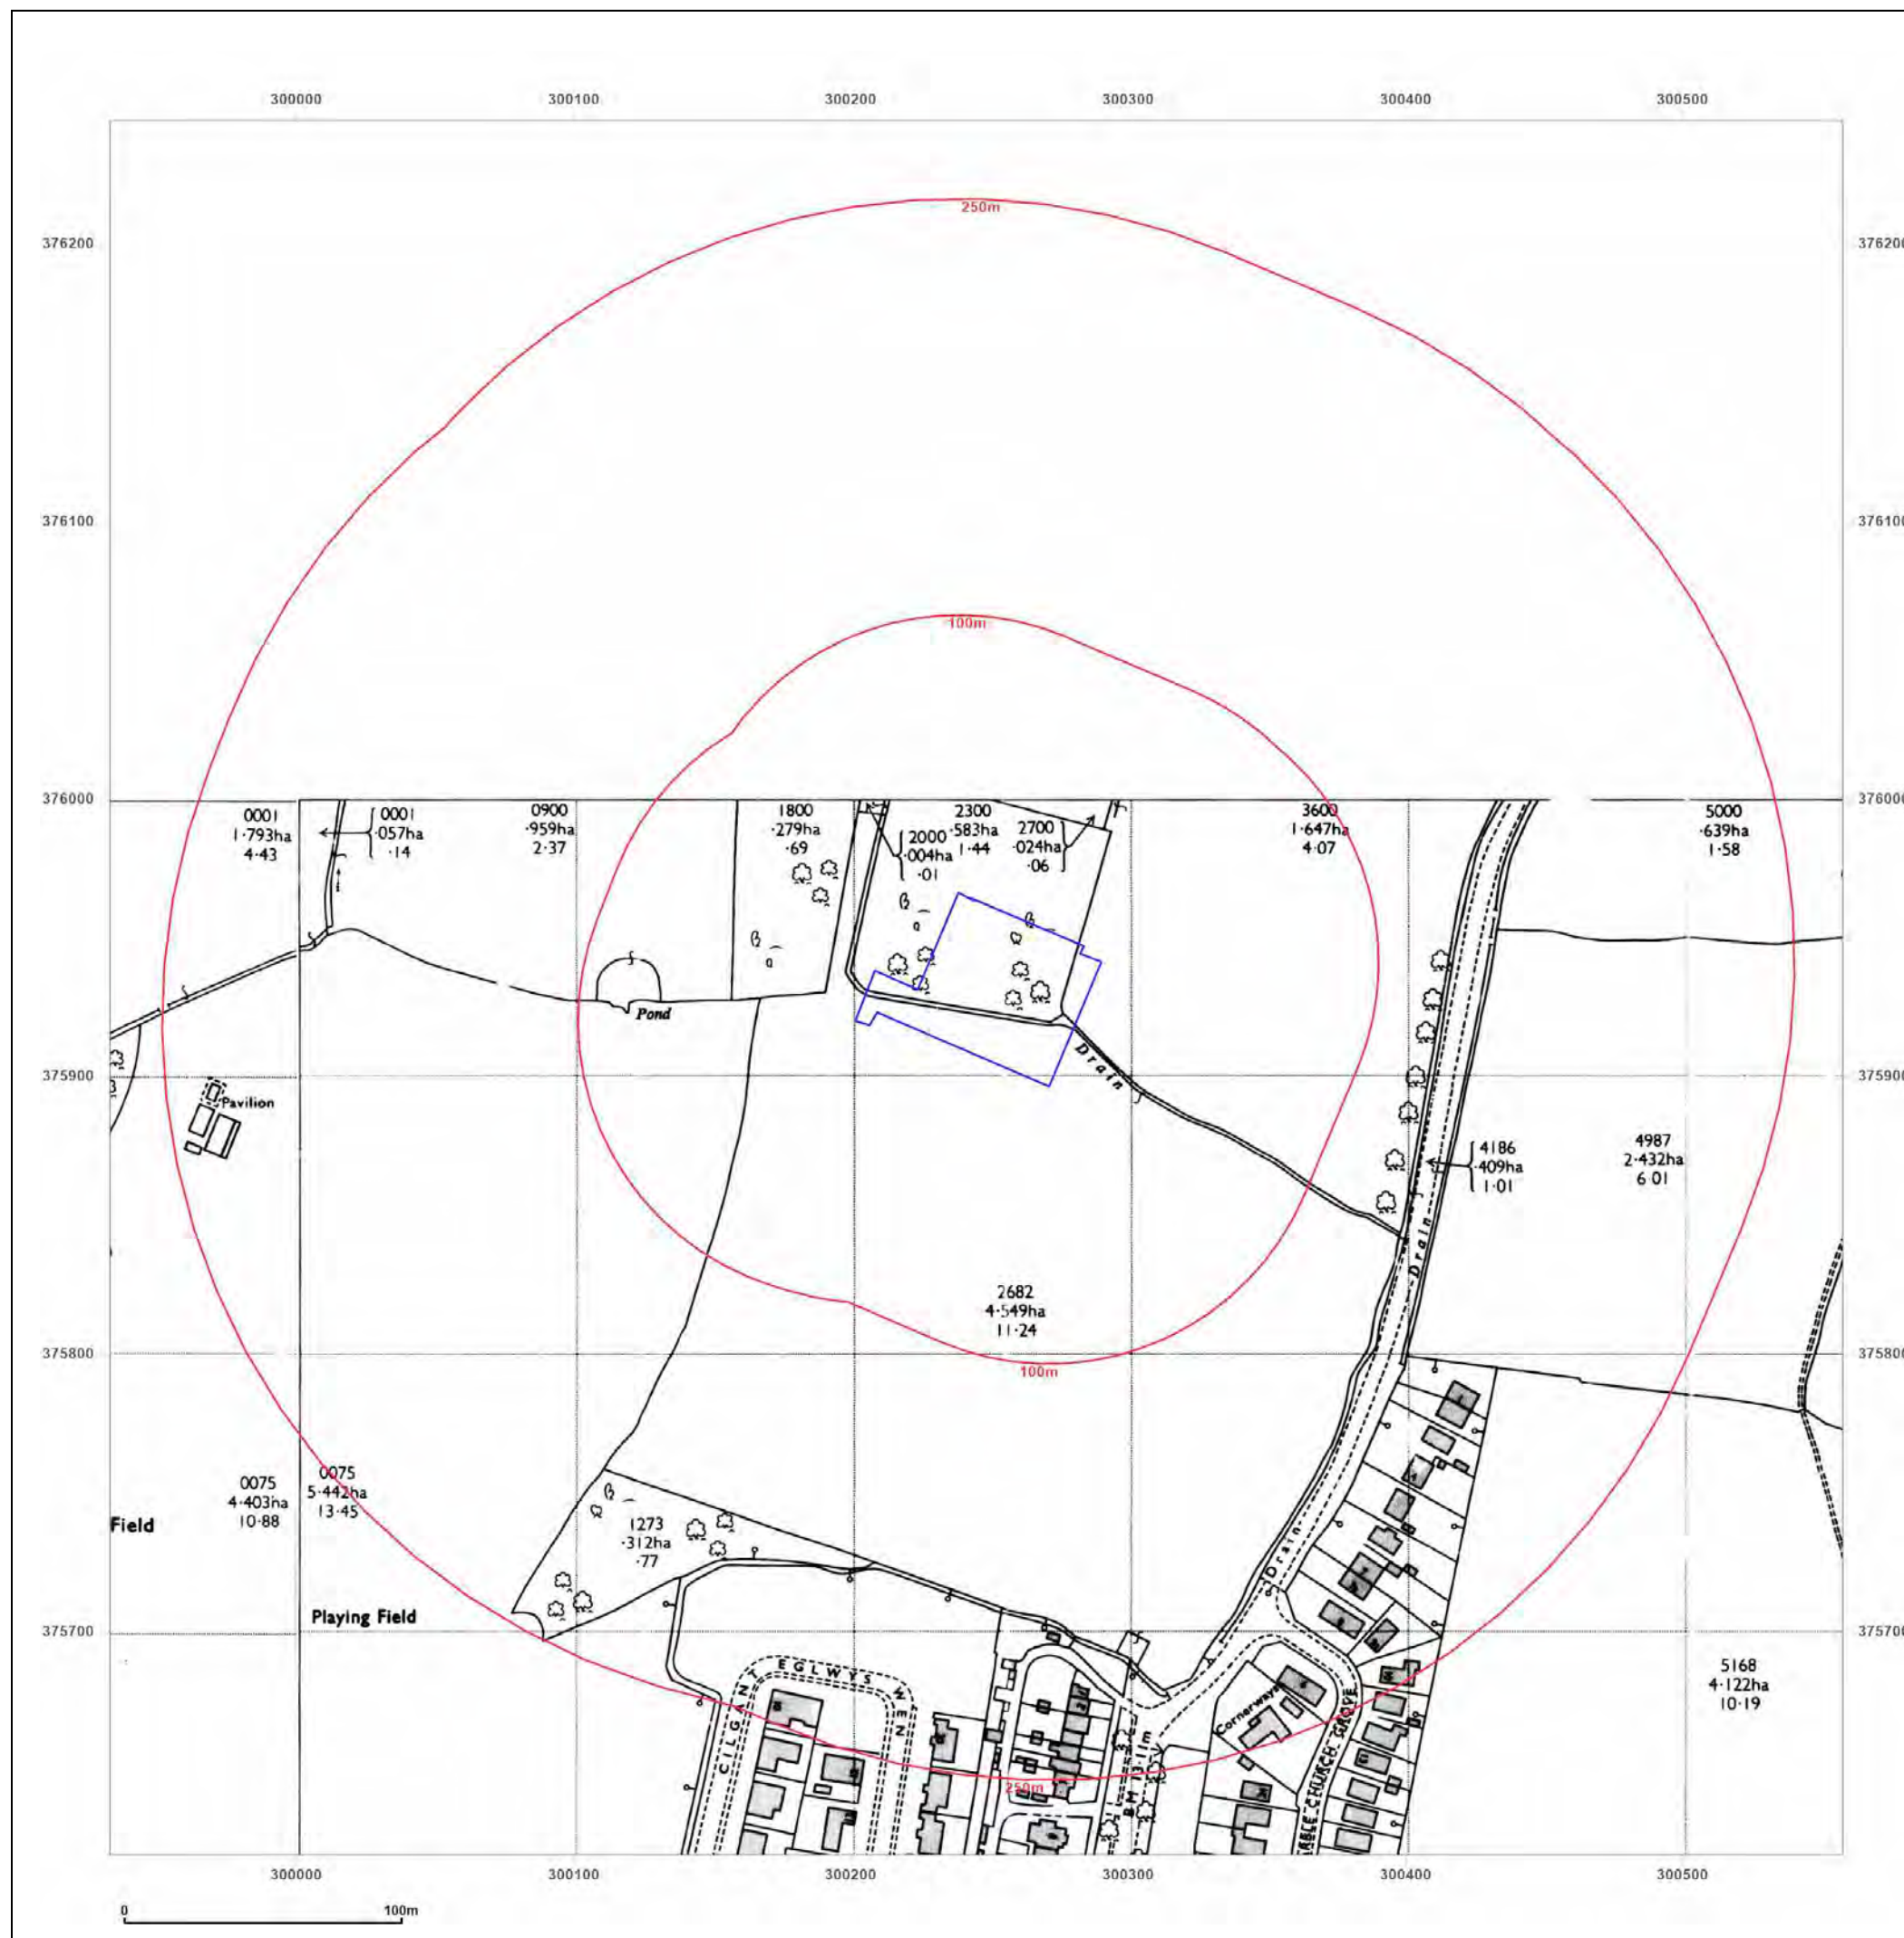 300000 300100 300200 300300 300400 300500
250m
376200 376200
376100 376100
100m
376000 376000
0001
1·793ha
4·43
0001
·057ha
·14
0900
·959ha
2·37
1800
·279ha
·69
2000
·004ha
·01
2300
·583ha
1·44
2700
·024ha
·06
3600
1·647ha
4·07
5000
·639ha
1·58
Pond
Drain
375900 375900
Pavilion
4186
·409ha
1·01
4987
2·432ha
6·01
Drain
2682
4·549ha
11·24
375800 375800
100m
0075
4·403ha
10·88
0075
5·442ha
13·45
Field
1273
·312ha
·77
Drain
Playing Field
375700 375700
CILGANT EGLWYS WEN
Cornerways
5168
4·122ha
10·19
BM 13·11m
250m
300000 300100 300200 300300 300400 300500
0 100m